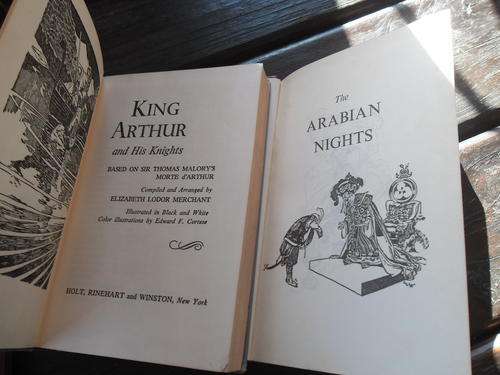 KING
ARTHUR
and His Knights
BASED ON SIR THOMAS MALORY'S
MORTE d'ARTHUR
Compiled and Arranged by
ELIZABETH LODOR MERCHANT
Illustrated in Black and White
Color illustrations by Edward F. Cortese
HOLT, RINEHART and WINSTON, New York
The
ARABIAN
NIGHTS